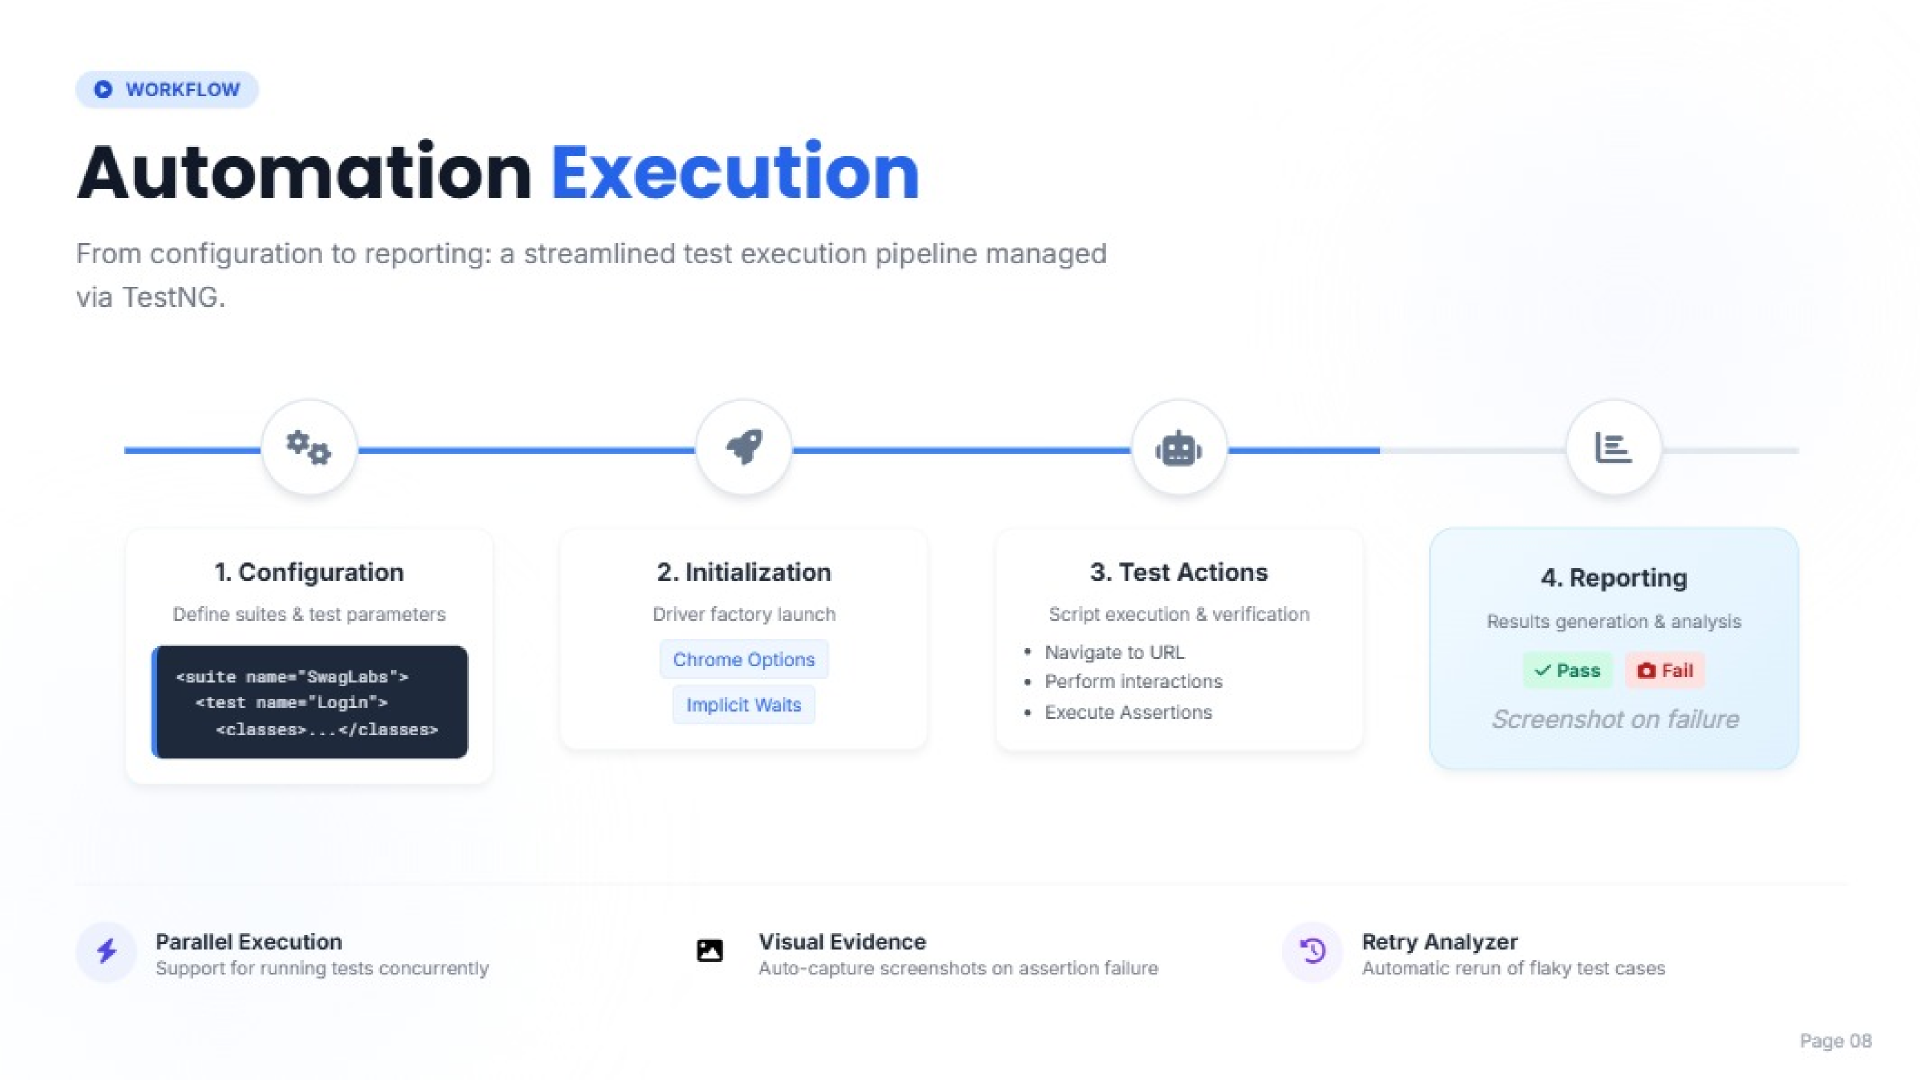 WORKFLOW
Automation Execution
From configuration to reporting: a streamlined test execution pipeline managed
via TestNG.
1. Configuration
Define suites & test parameters
<suite name="SwagLabs">
<test name="Login">
<classes>...</classes>
2. Initialization
Driver factory launch
Chrome Options
Implicit Waits
3. Test Actions
Script execution & verification
• Navigate to URL
• Perform interactions
• Execute Assertions
4. Reporting
Results generation & analysis
Pass
Fail
Screenshot on failure
Parallel Execution
Support for running tests concurrently
Visual Evidence
Auto-capture screenshots on assertion failure
Retry Analyzer
Automatic rerun of flaky test cases
Page 08